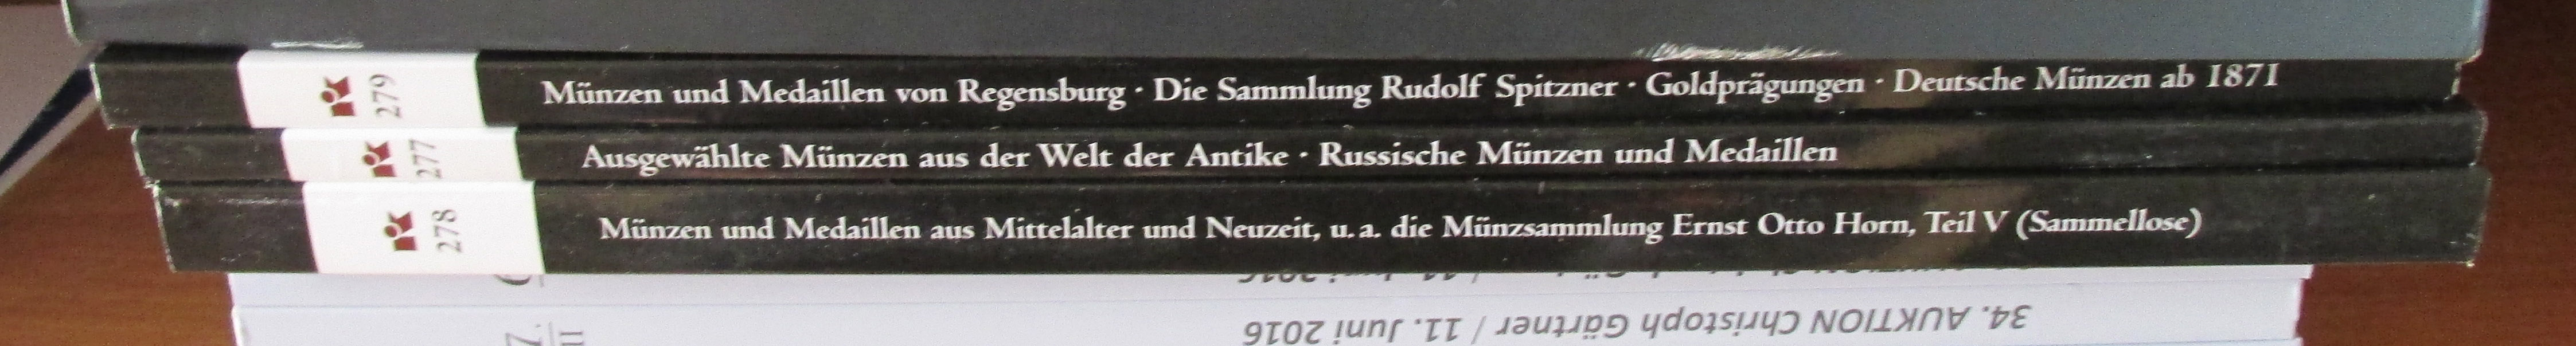 279
Münzen und Medaillen von Regensburg · Die Sammlung Rudolf Spitzner · Goldprägungen · Deutsche Münzen ab 1871
277
Ausgewählte Münzen aus der Welt der Antike · Russische Münzen und Medaillen
278
Münzen und Medaillen aus Mittelalter und Neuzeit, u.a. die Münzsammlung Ernst Otto Horn, Teil V (Sammellose)
34. AUKTION Christoph Gärtner / 11. Juni 2016